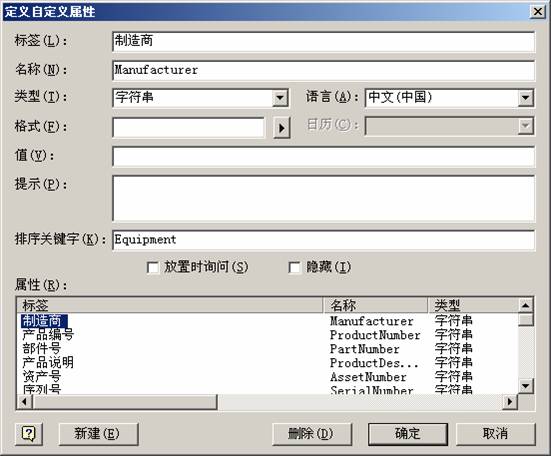 定义自定义属性
标签(L): 制造商
名称(N): Manufacturer
类型(T): 字符串 语言(A): 中文(中国)
格式(F): 日历(C):
值(V):
提示(P):
排序关键字(K): Equipment
放置时询问(S) 隐藏(I)
属性(R):
标签 名称 类型
制造商 Manufacturer 字符串
产品编号 ProductNumber 字符串
部件号 PartNumber 字符串
产品说明 ProductDes... 字符串
资产号 AssetNumber 字符串
序列号 SerialNumber 字符串
新建(E) 删除(D) 确定 取消